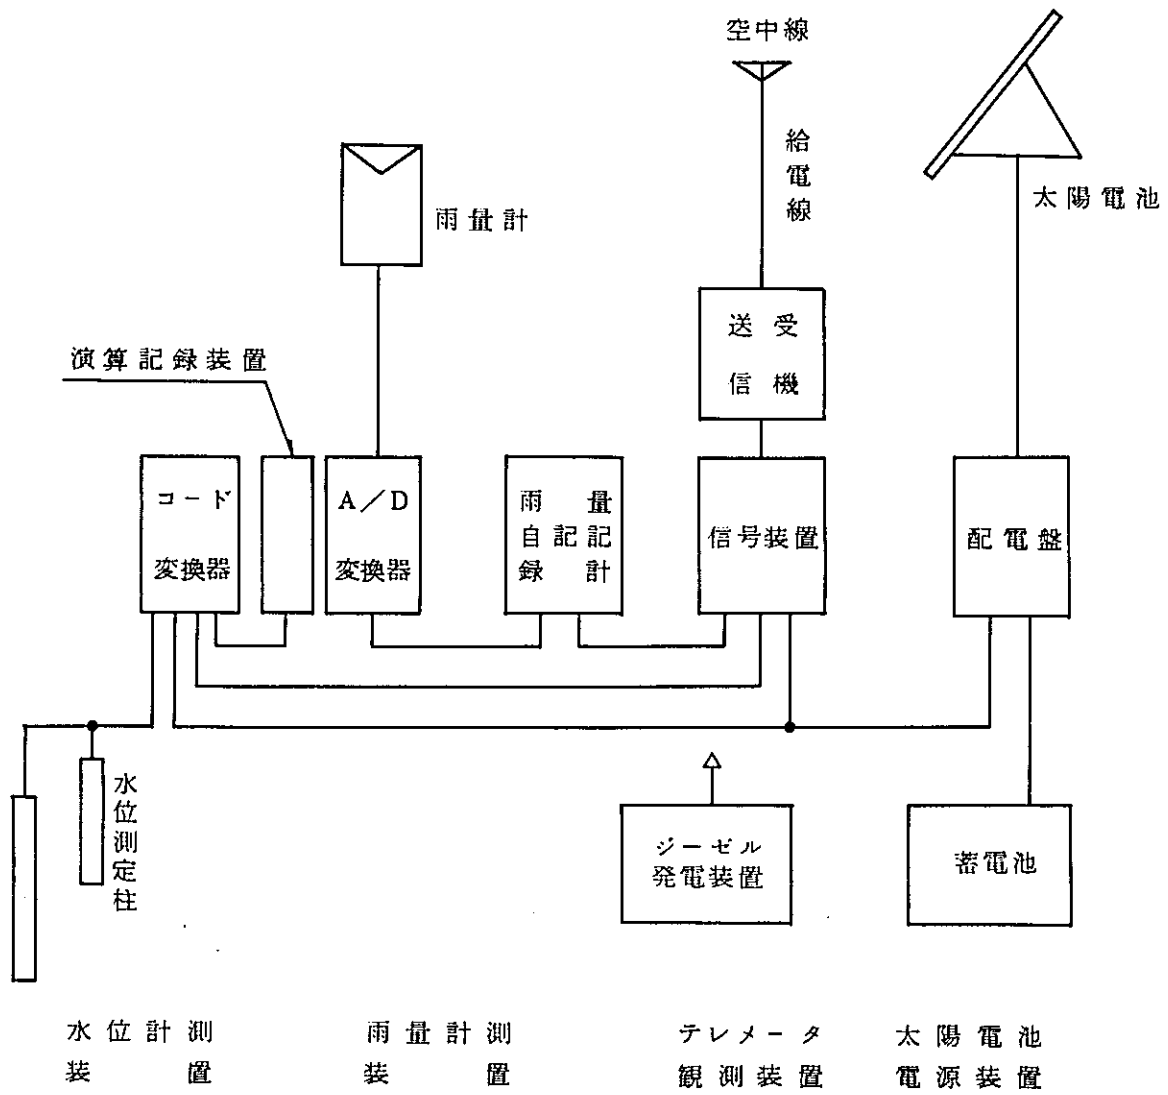 空中線
給電線
太陽電池
雨量計
送受
信機
演算記録装置
コード
変換器
A／D
変換器
雨量
自記記
録計
信号装置
配電盤
水位測定柱
ジーゼル
発電装置
蓄電池
水位計測
装置
雨量計測
装置
テレメータ
観測装置
太陽電池
電源装置